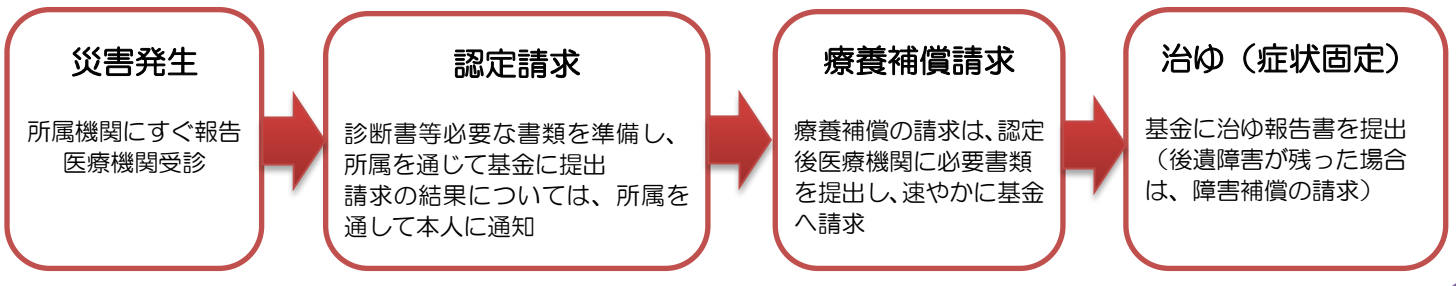 災害発生
所属機関にすぐ報告
医療機関受診
認定請求
診断書等必要な書類を準備し、
所属を通じて基金に提出
請求の結果については、所属を
通して本人に通知
療養補償請求
療養補償の請求は、認定
後医療機関に必要書類
を提出し、速やかに基金
へ請求
治ゆ（症状固定）
基金に治ゆ報告書を提出
（後遺障害が残った場合
は、障害補償の請求）